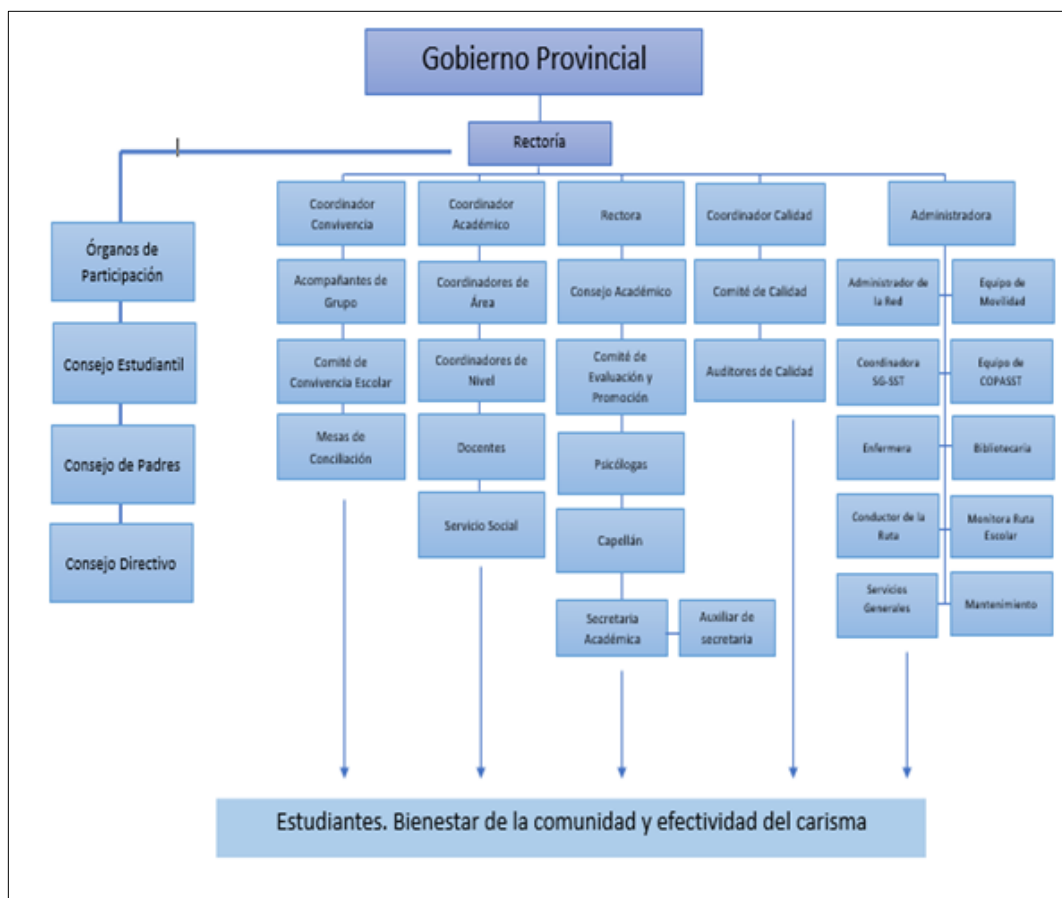 Gobierno Provincial
Rectoría
Órganos de
Participación
Consejo Estudiantil
Consejo de Padres
Consejo Directivo
Coordinador
Convivencia
Acompañantes de
Grupo
Comité de
Convivencia Escolar
Mesas de
Conciliación
Coordinador
Académico
Coordinadores de
Área
Coordinadores de
Nivel
Docentes
Servicio Social
Rectora
Consejo Académico
Comité de
Evaluación y
Promoción
Psicólogas
Capellán
Secretaria
Académica
Auxiliar de
secretaria
Coordinador Calidad
Comité de Calidad
Auditores de Calidad
Administradora
Administrador de
la Red
Equipo de
Movilidad
Coordinadora
SG-SST
Equipo de
COPASST
Enfermera
Bibliotecaria
Conductor de la
Ruta
Monitora Ruta
Escolar
Servicios
Generales
Mantenimiento
Estudiantes. Bienestar de la comunidad y efectividad del carisma